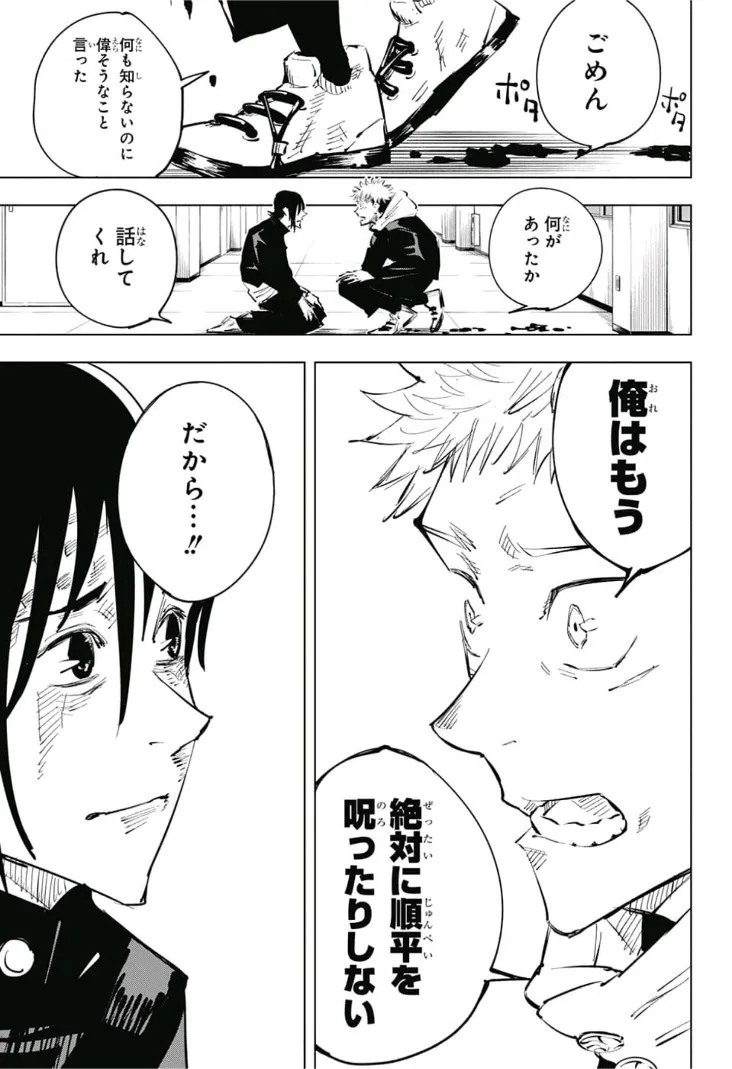 ごめん
ポタ
ポタ
何も知らないのに
偉そうなこと
言った
何が
あったか
話して
くれ
俺はもう
絶対に順平を
呪ったりしない
だから…!!